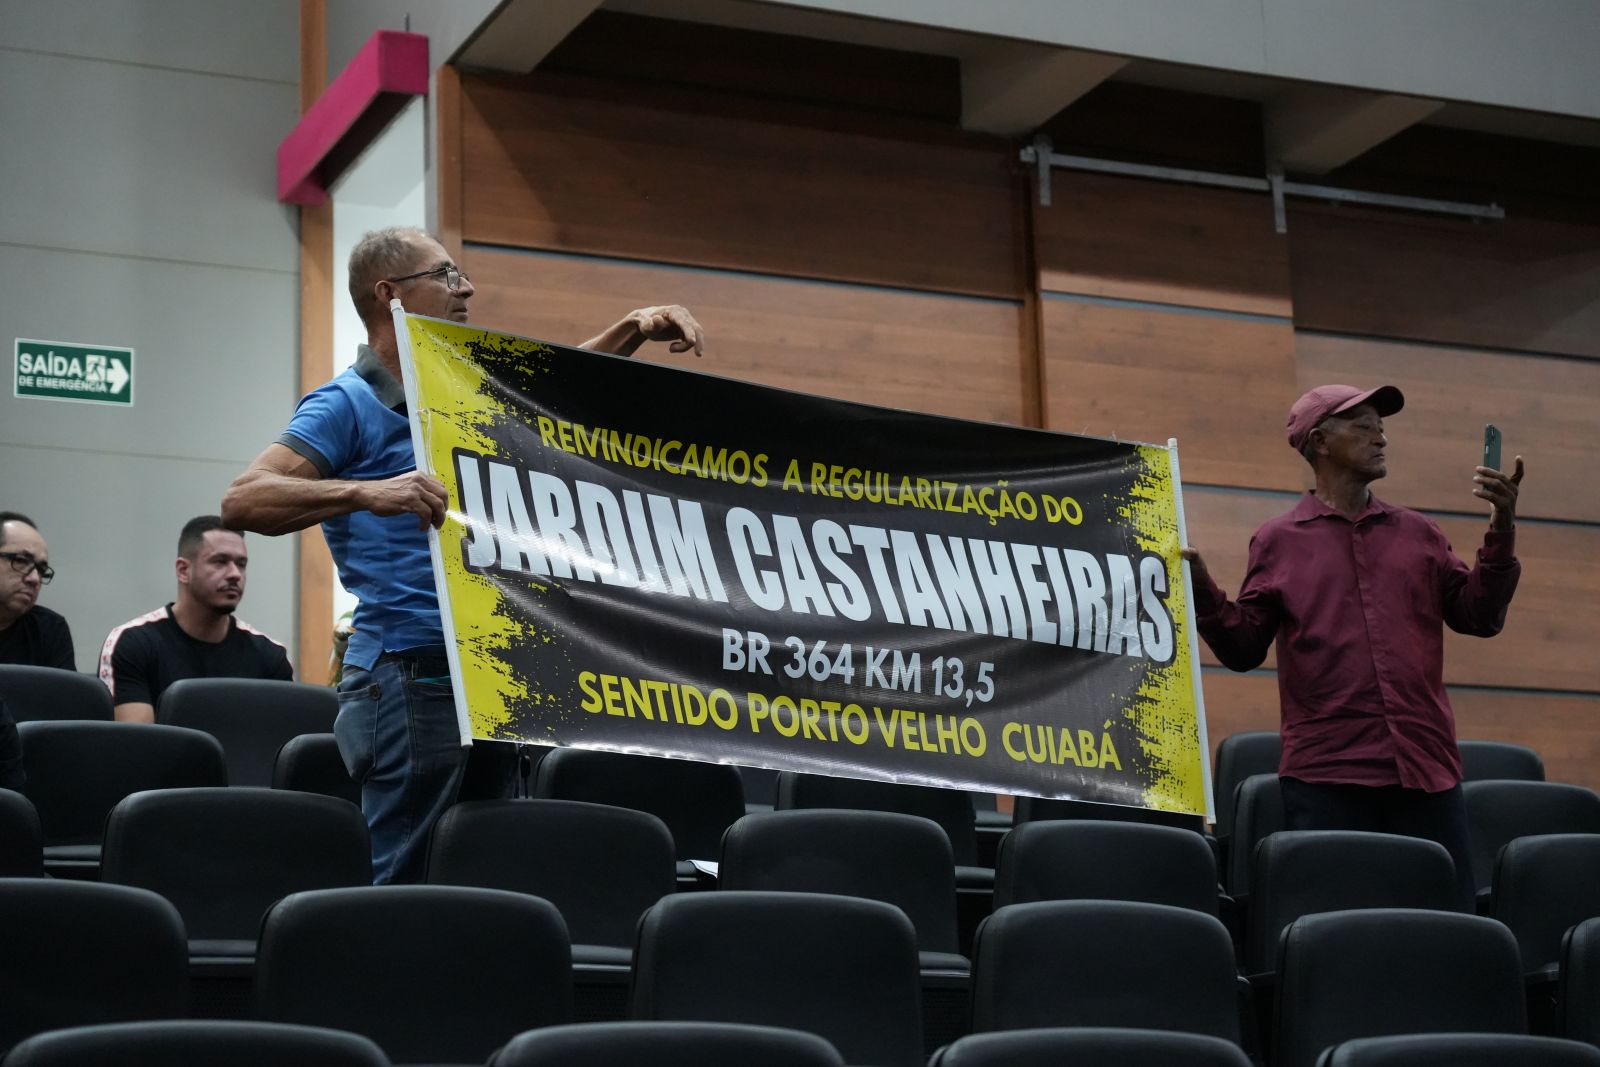 SAÍDA
DE EMERGÊNCIA
REIVINDICAMOS A REGULARIZAÇÃO DO
JARDIM CASTANHEIRAS
BR 364 KM 13,5
SENTIDO PORTO VELHO CUIABÁ